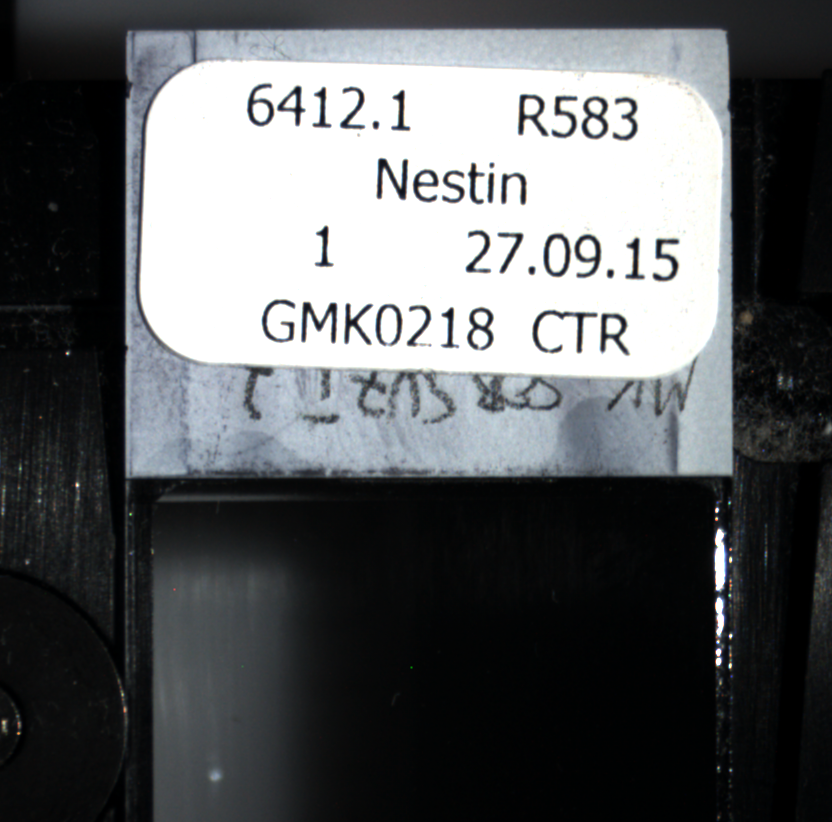 6412.1 R583
Nestin
1 27.09.15
GMK0218 CTR